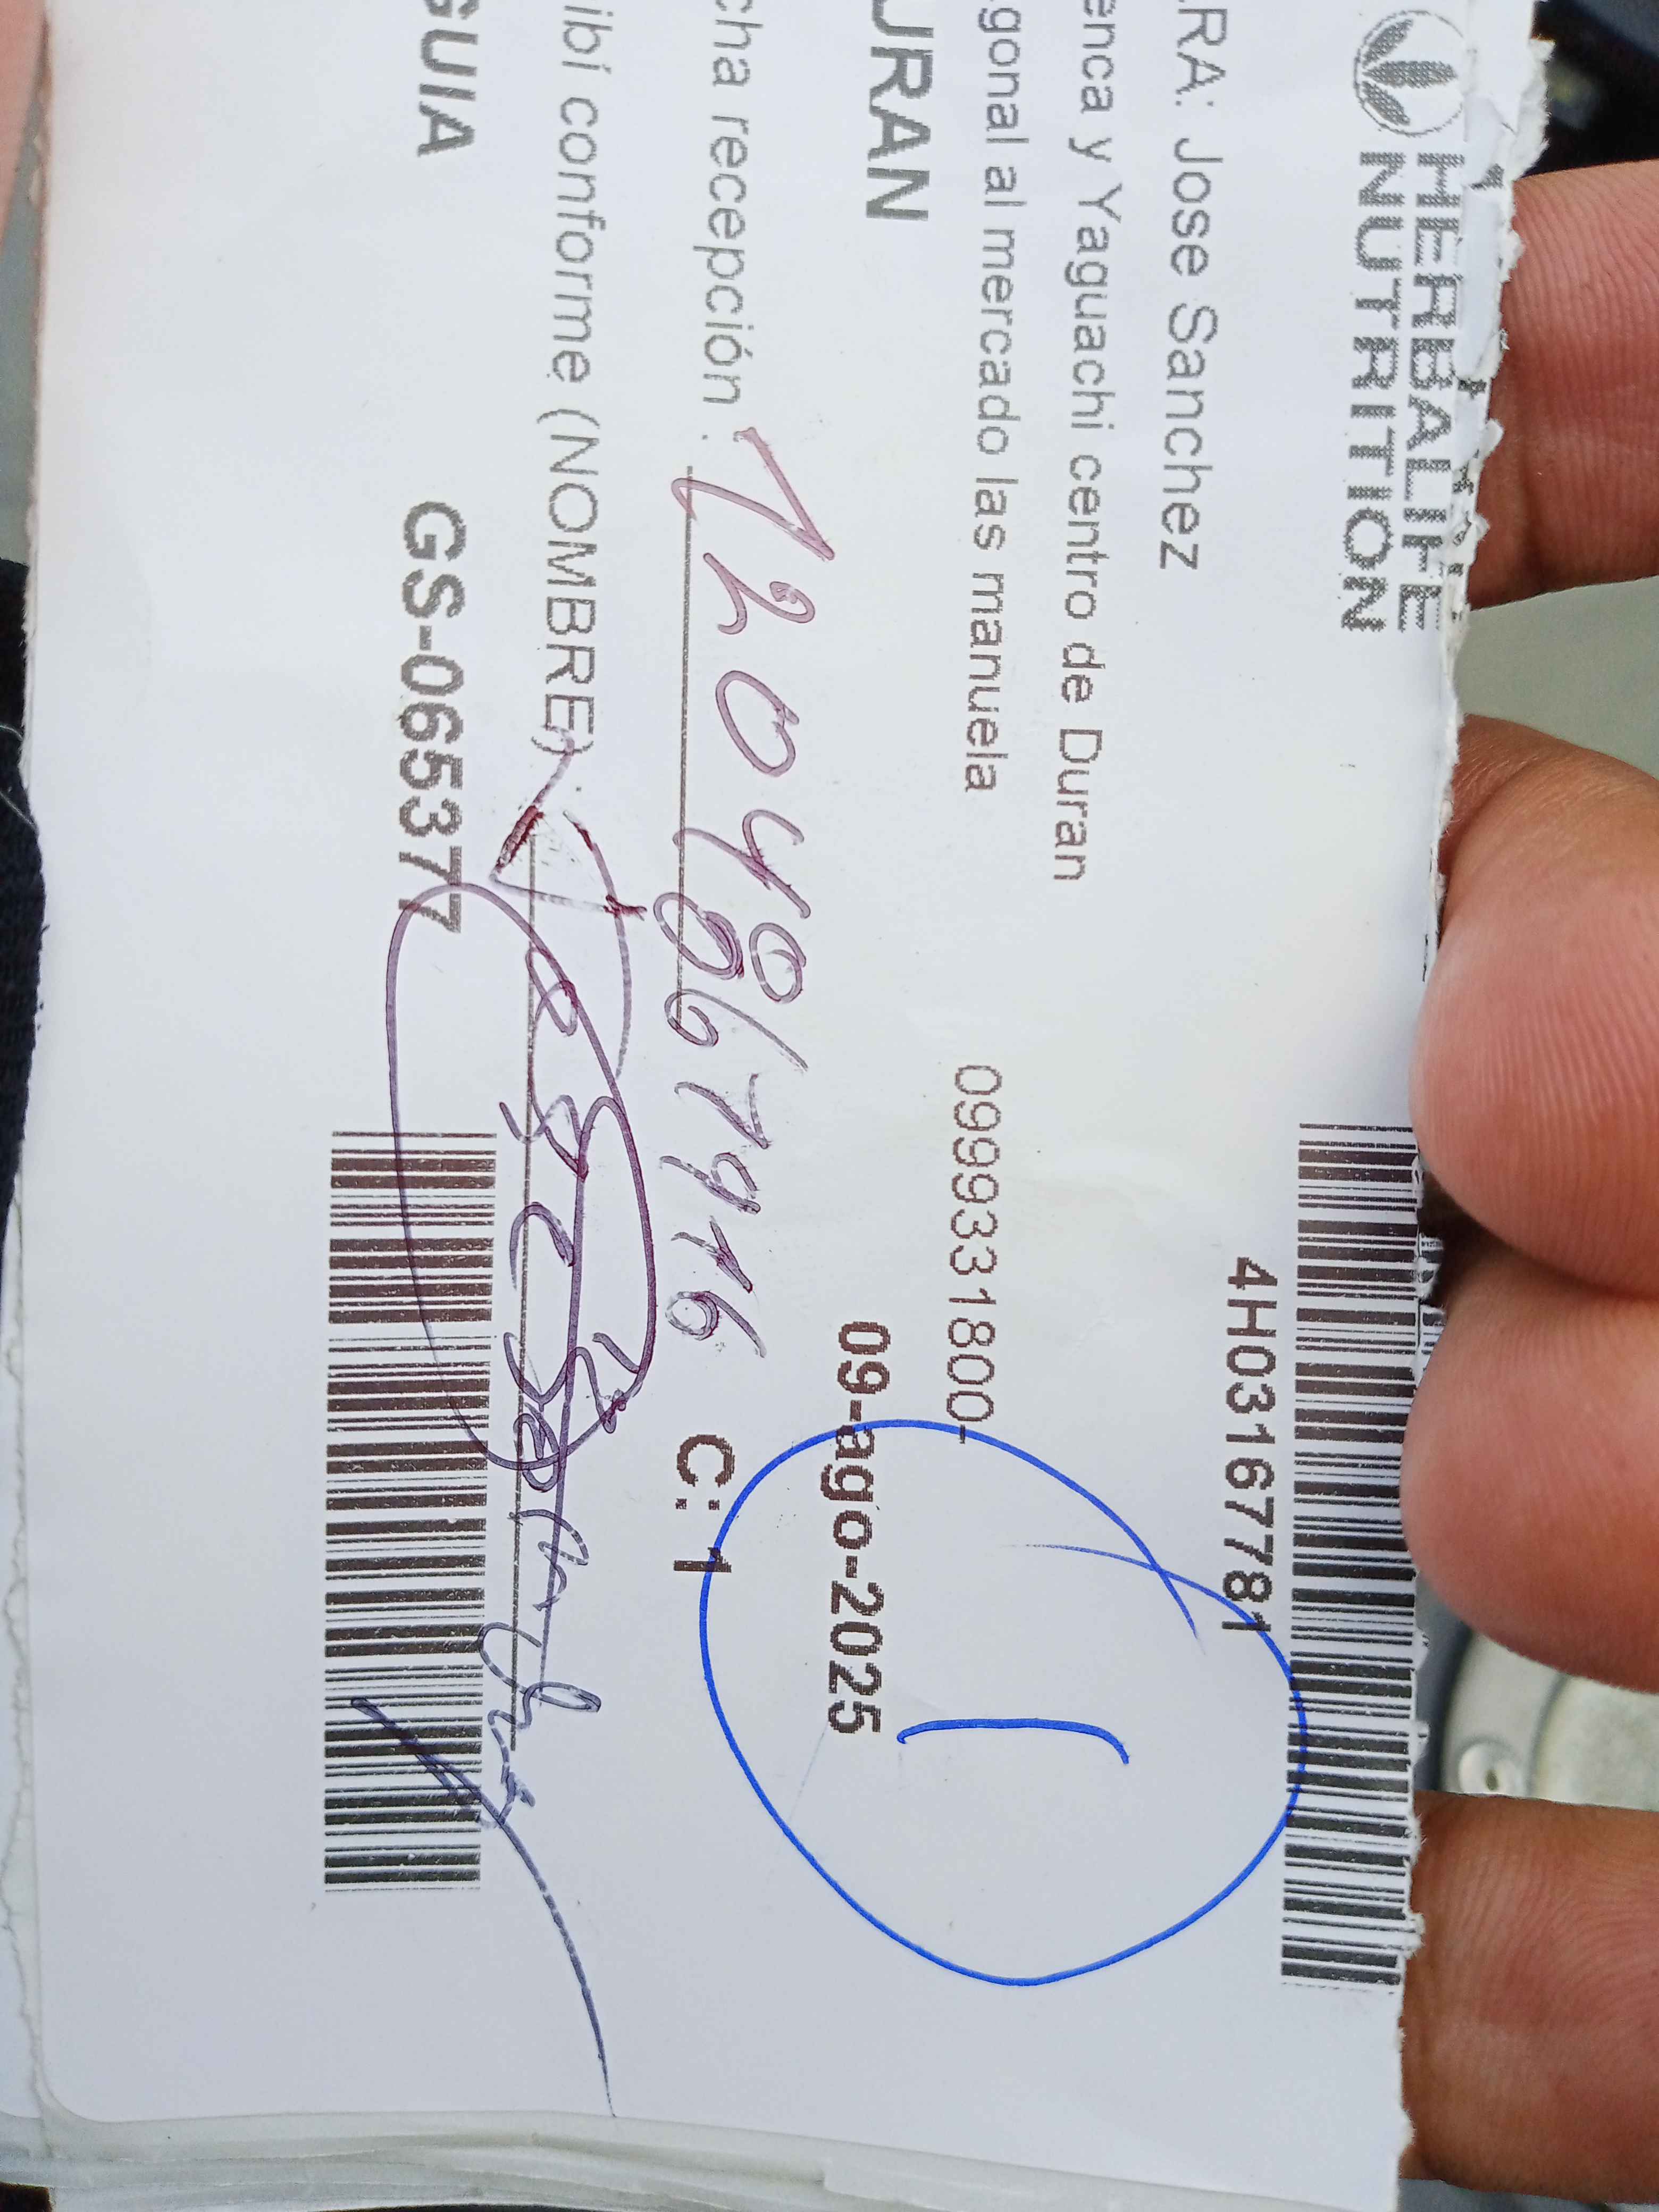 HERBALIFE
NUTRITION
4H03167781
RA: Jose Sanchez
enca y Yaguachi centro de Duran
gonal al mercado las manuela
0999331800-
URAN
09-ago-2025
1
cha recepción :
C: 1
ibí conforme (NOMBRE) :
GUIA
GS-065377